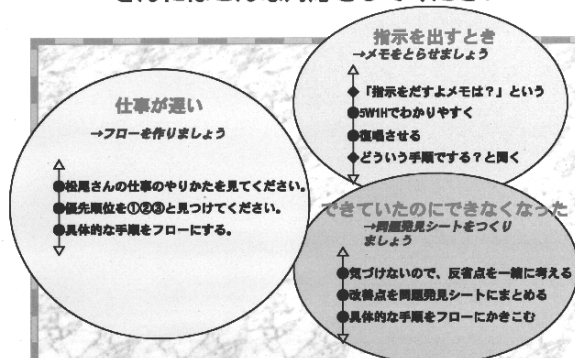 仕事が遅い
→フローを作りましょう
●松尾さんの仕事のやりかたを見てください。
●優先順位を①②③と見つけてください。
●具体的な手順をフローにする。
指示を出すとき
→メモをとらせましょう
◆「指示をだすよメモは？」という
●5W1Hでわかりやすく
●復唱させる
◆どういう手順でする？と聞く
できていたのにできなくなった
→問題発見シートをつくり
ましょう
●気づけないので、反省点を一緒に考える
●改善点を問題発見シートにまとめる
●具体的な手順をフローにかきこむ